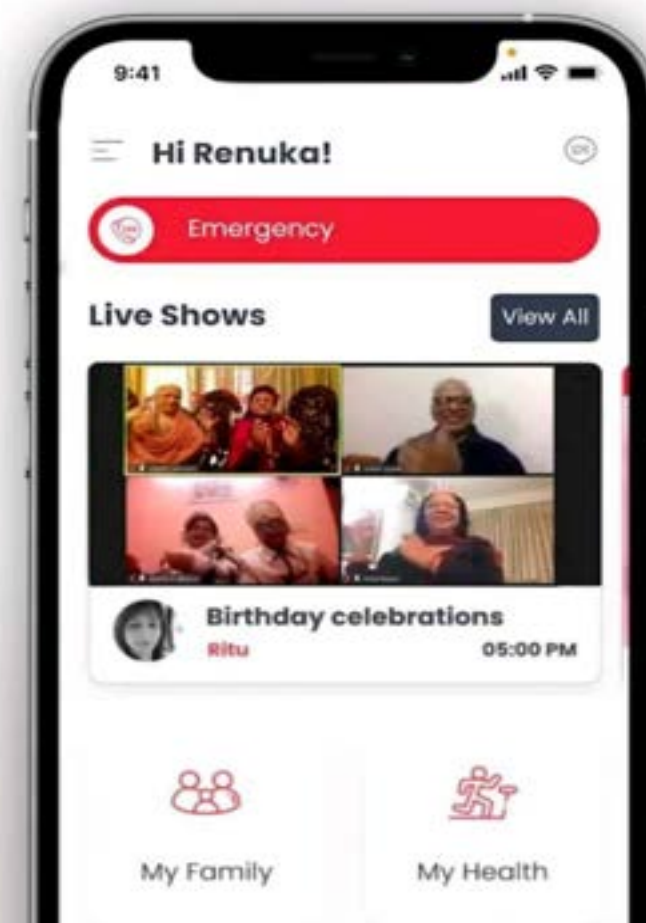 9:41
Hi Renuka!
Emergency
Live Shows
View All
Birthday celebrations
Ritu
05:00 PM
My Family
My Health